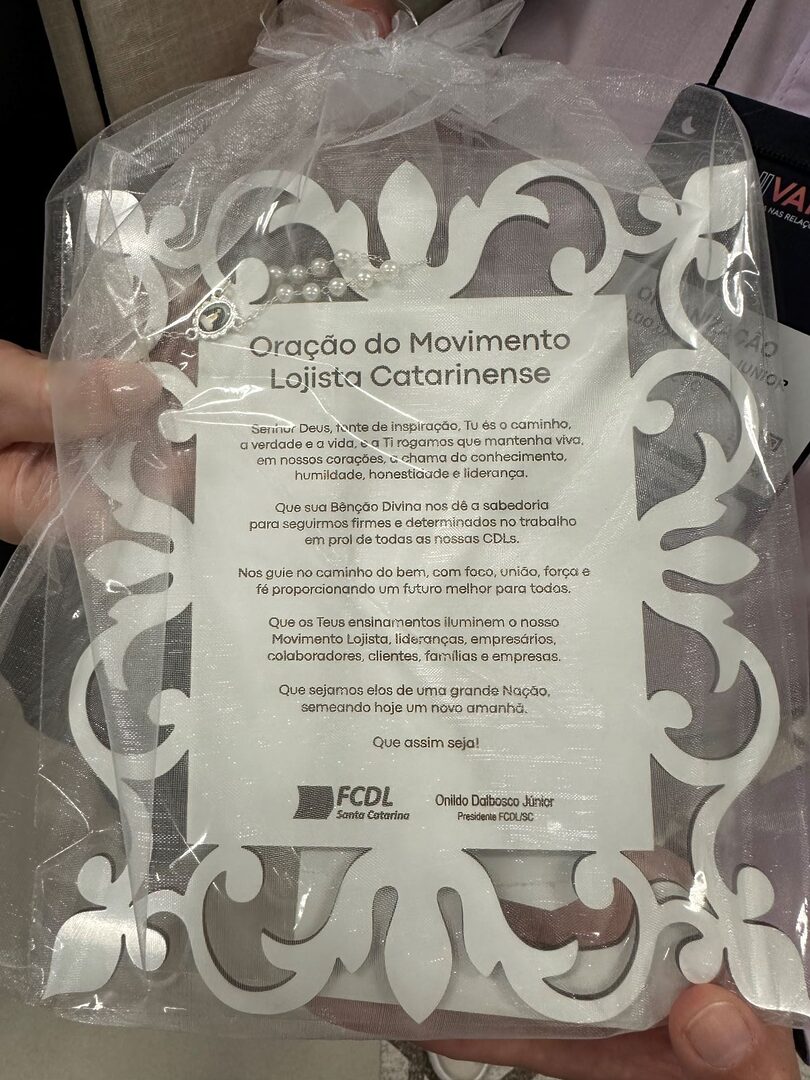 Oração do Movimento
Lojista Catarinense
Senhor Deus, fonte de inspiração, Tu és o caminho,
a verdade e a vida, e a Ti rogamos que mantenha viva,
em nossos corações, a chama do conhecimento,
humildade, honestidade e liderança.
Que sua Bênção Divina nos dê a sabedoria
para seguirmos firmes e determinados no trabalho
em prol de todas as nossas CDLs.
Nos guie no caminho do bem, com foco, união, força e
fé proporcionando um futuro melhor para todos.
Que os Teus ensinamentos iluminem o nosso
Movimento Lojista, lideranças, empresários,
colaboradores, clientes, famílias e empresas.
Que sejamos elos de uma grande Nação,
semeando hoje um novo amanhã.
Que assim seja!
FCDL
Santa Catarina
Onildo Dalbosco Júnior
Presidente FCDL/SC
VA
NAS RELAÇ
JUNIOR